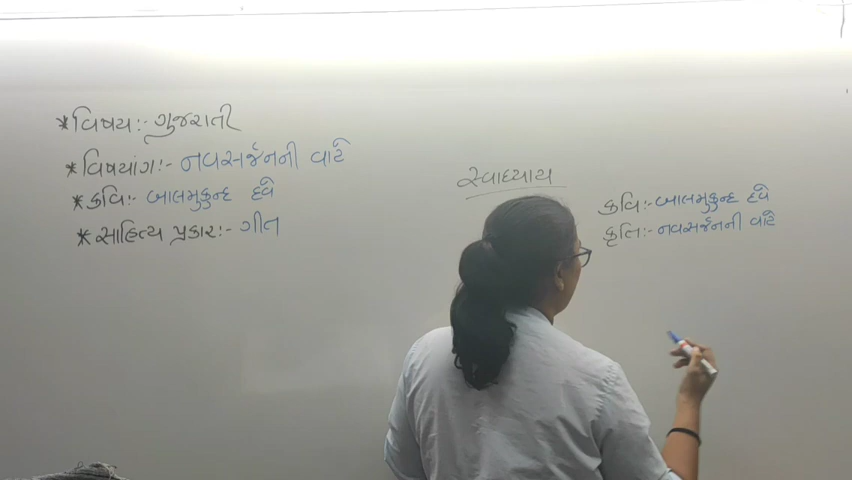 * વિષય:- ગુજરાતી
* વિષયાંગ:- નવસર્જનની વાટે
* કવિ:- બાલમુકુન્દ દવે
* સાહિત્ય પ્રકાર:- ગીત
સ્વાધ્યાય
કવિ:- બાલમુકુન્દ દવે
કૃતિ:- નવસર્જનની વાટે